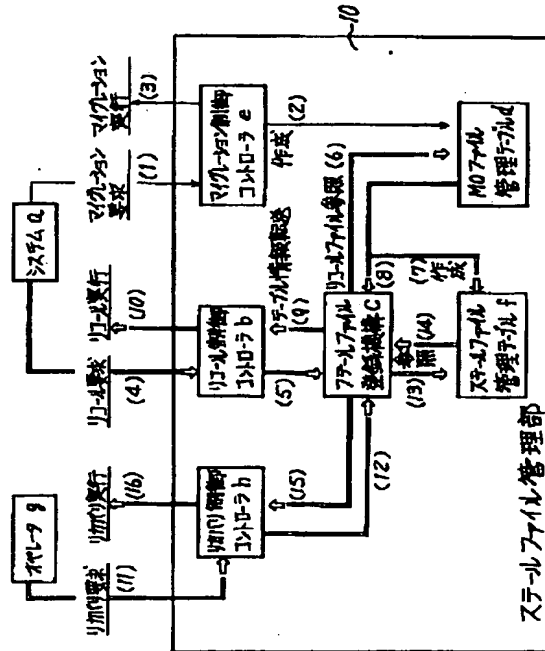 オペレータ g
システム a
リカバリ要求
(11)
リカバリ実行
(16)
リコール要求
(4)
リコール実行
(10)
マイグレーション
要求
(1)
マイグレーション
実行
(3)
10
リカバリ制御
コントローラ h
リコール制御
コントローラ b
マイグレーション制御
コントローラ e
(15)
(12)
(5)
(9)
テーブル情報転送
作成
(2)
ステールファイル
登録機構 C
リコールファイル参照 (6)
(13)
参照
(14)
(8)
(7)
作成
ステールファイル
管理テーブル f
MOファイル
管理テーブル d
ステールファイル管理部